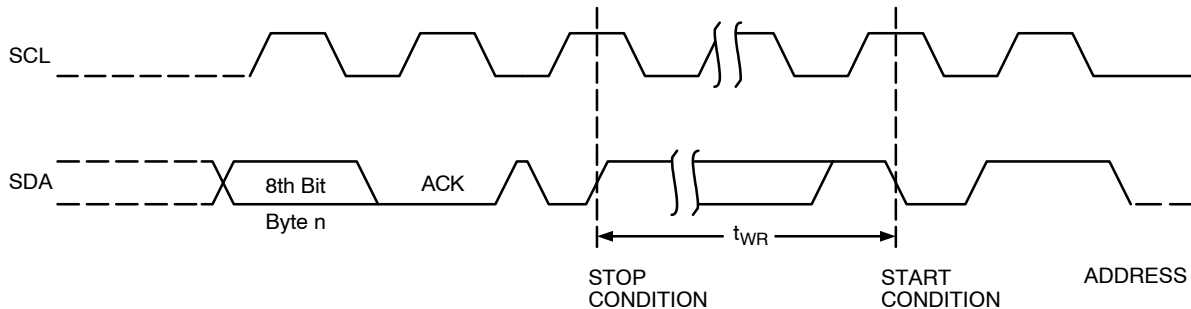 SCL
SDA
8th Bit
ACK
Byte n
tWR
STOP
CONDITION
START
CONDITION
ADDRESS